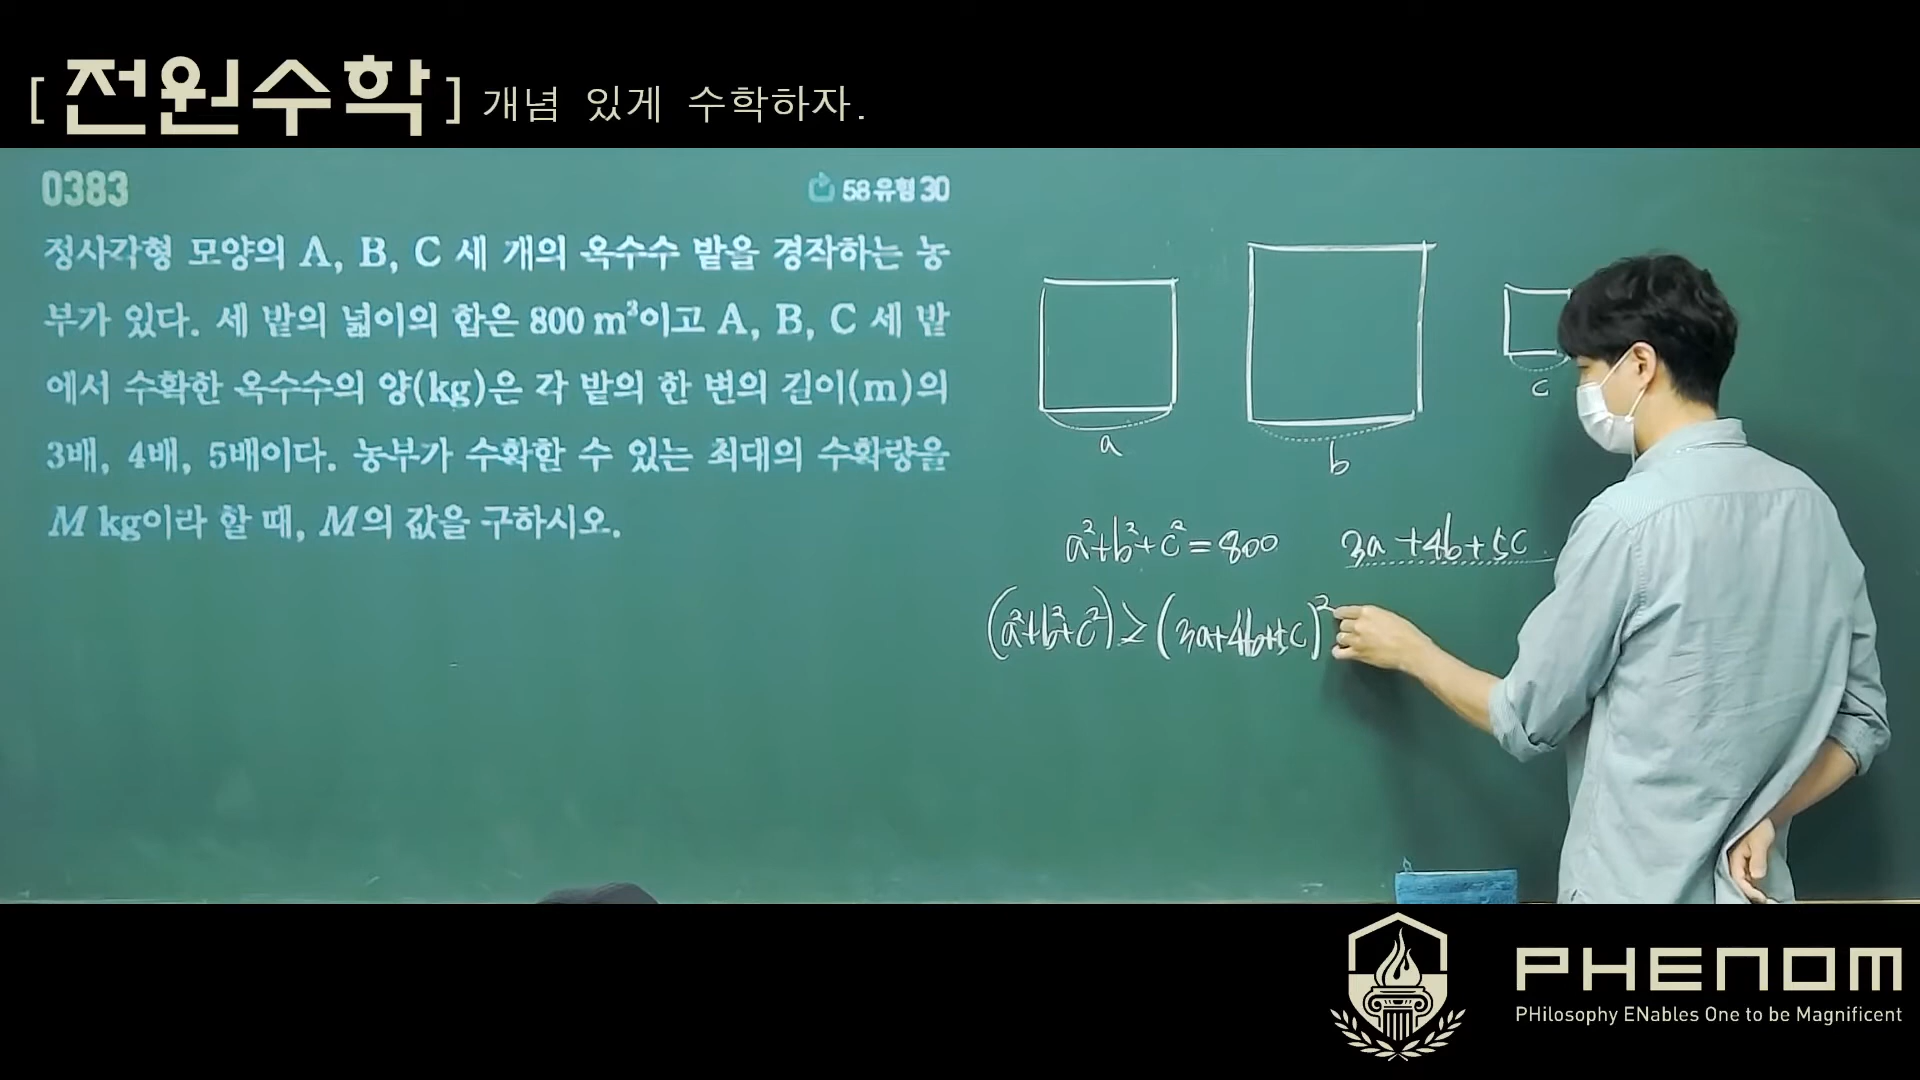 [전원수학] 개념 있게 수학하자.
0383
58유형 30
정사각형 모양의 A, B, C 세 개의 옥수수 밭을 경작하는 농
부가 있다. 세 밭의 넓이의 합은 800 m³이고 A, B, C 세 밭
에서 수확한 옥수수의 양(kg)은 각 밭의 한 변의 길이(m)의
3배, 4배, 5배이다. 농부가 수확할 수 있는 최대의 수확량을
M kg이라 할 때, M의 값을 구하시오.
a
b
c
a²+b²+c²=800 3a+4b+5c
(a²+b²+c²)≥(3a+4b+5c)²
PHENOM
PHilosophy ENables One to be Magnificent